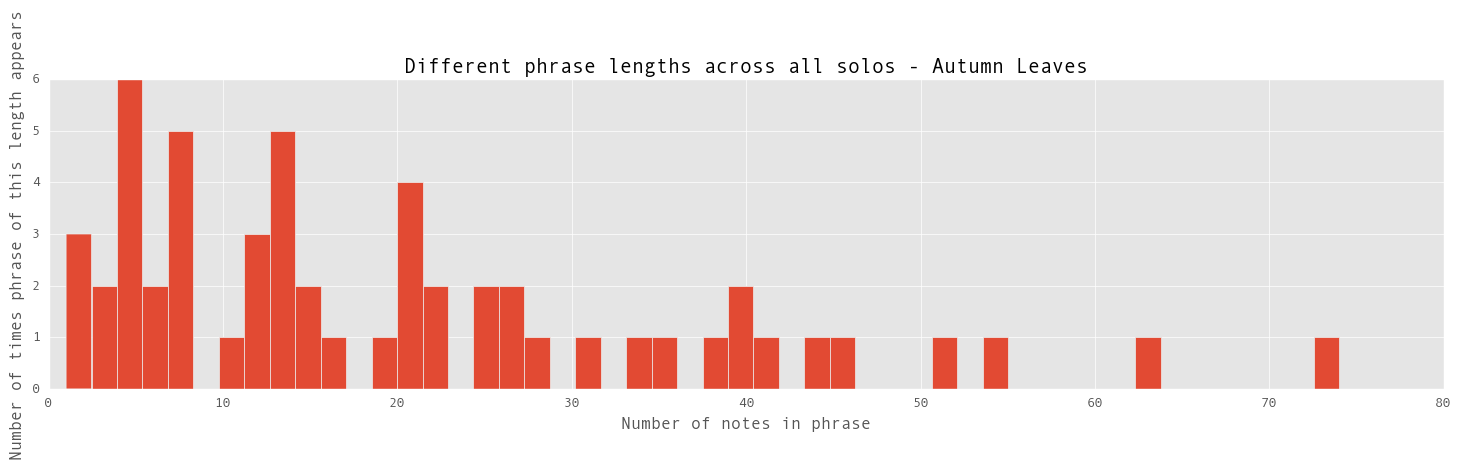 Different phrase lengths across all solos - Autumn Leaves
Number of times phrase of this length appears
6
5
4
3
2
1
0
0 10 20 30 40 50 60 70 80
Number of notes in phrase